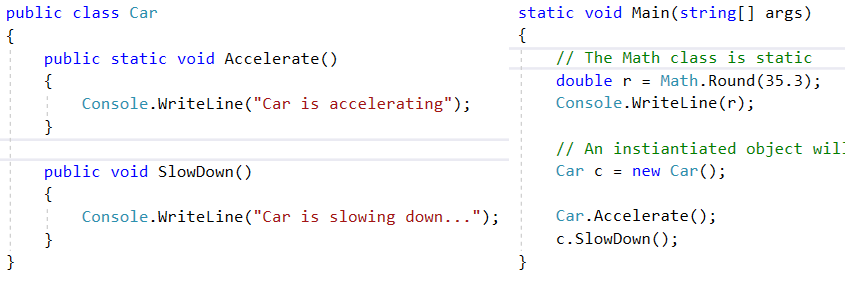 public class Car
{
public static void Accelerate()
{
Console.WriteLine("Car is accelerating");
}
public void SlowDown()
{
Console.WriteLine("Car is slowing down...");
}
}
static void Main(string[] args)
{
// The Math class is static
double r = Math.Round(35.3);
Console.WriteLine(r);
// An instiantiated object will
Car c = new Car();
Car.Accelerate();
c.SlowDown();
}